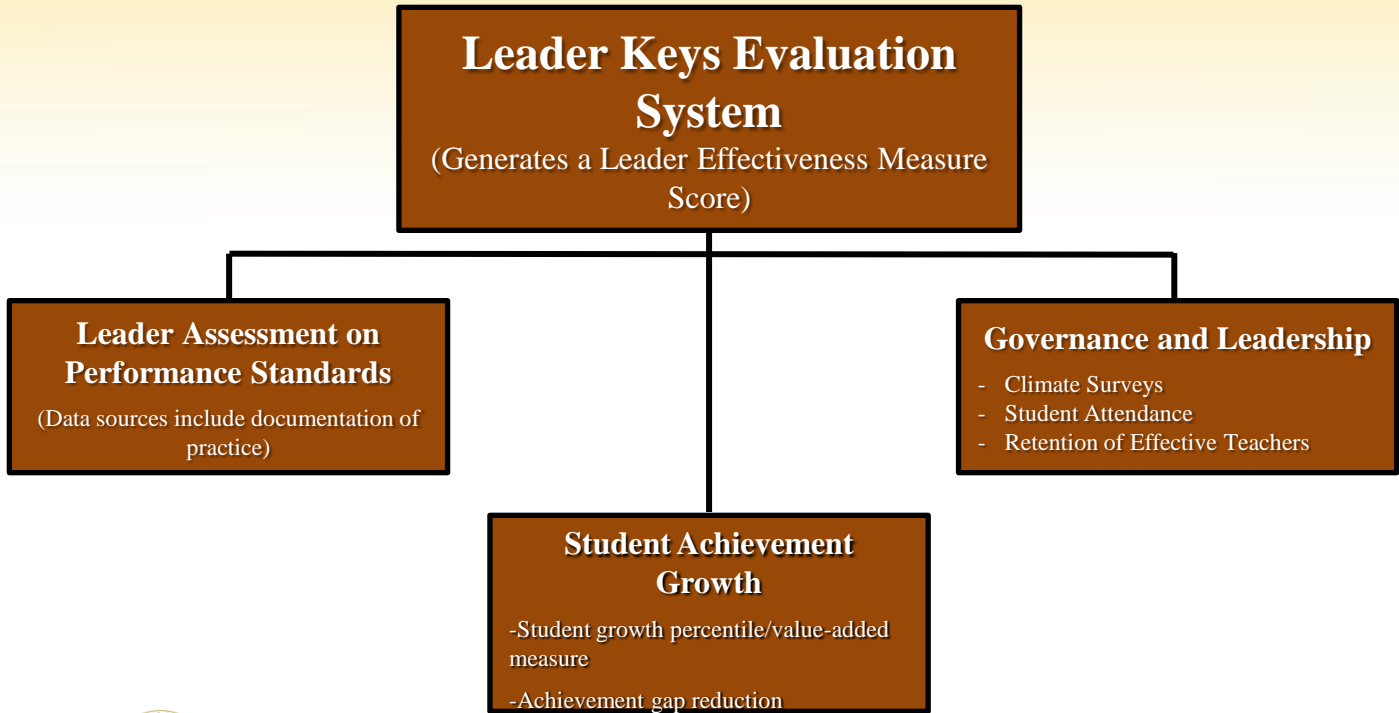 Leader Keys Evaluation
System
(Generates a Leader Effectiveness Measure
Score)
Leader Assessment on
Performance Standards
(Data sources include documentation of
practice)
Governance and Leadership
- Climate Surveys
- Student Attendance
- Retention of Effective Teachers
Student Achievement
Growth
-Student growth percentile/value-added
measure
-Achievement gap reduction